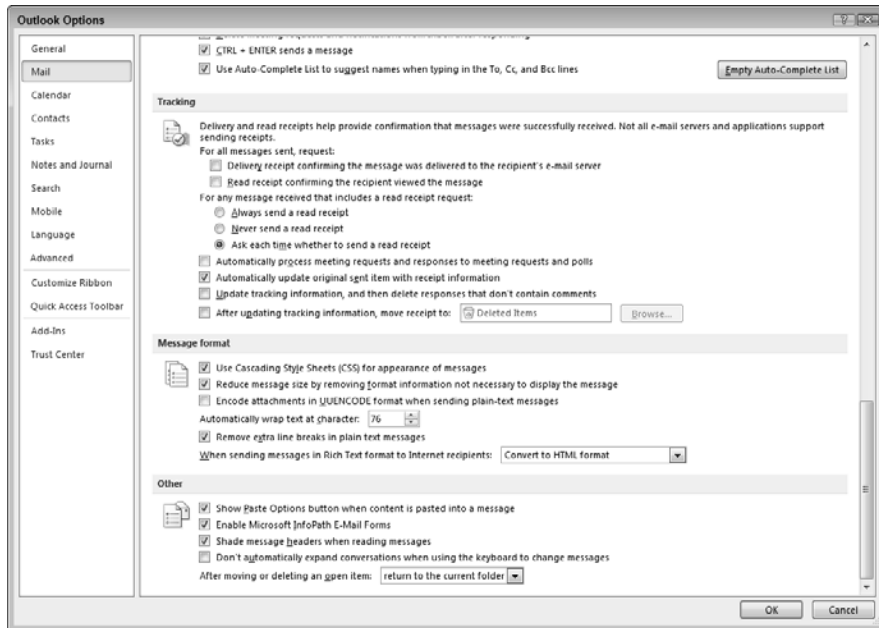 Outlook Options
General
Mail
Calendar
Contacts
Tasks
Notes and Journal
Search
Mobile
Language
Advanced
Customize Ribbon
Quick Access Toolbar
Add-Ins
Trust Center
CTRL + ENTER sends a message
Use Auto-Complete List to suggest names when typing in the To, Cc, and Bcc lines
Empty Auto-Complete List
Tracking
Delivery and read receipts help provide confirmation that messages were successfully received. Not all e-mail servers and applications support
sending receipts.
For all messages sent, request:
Delivery receipt confirming the message was delivered to the recipient's e-mail server
Read receipt confirming the recipient viewed the message
For any message received that includes a read receipt request:
Always send a read receipt
Never send a read receipt
Ask each time whether to send a read receipt
Automatically process meeting requests and responses to meeting requests and polls
Automatically update original sent item with receipt information
Update tracking information, and then delete responses that don't contain comments
After updating tracking information, move receipt to: Deleted Items Browse...
Message format
Use Cascading Style Sheets (CSS) for appearance of messages
Reduce message size by removing format information not necessary to display the message
Encode attachments in UUENCODE format when sending plain-text messages
Automatically wrap text at character: 76
Remove extra line breaks in plain text messages
When sending messages in Rich Text format to Internet recipients: Convert to HTML format
Other
Show Paste Options button when content is pasted into a message
Enable Microsoft InfoPath E-Mail Forms
Shade message headers when reading messages
Don't automatically expand conversations when using the keyboard to change messages
After moving or deleting an open item: return to the current folder
OK Cancel